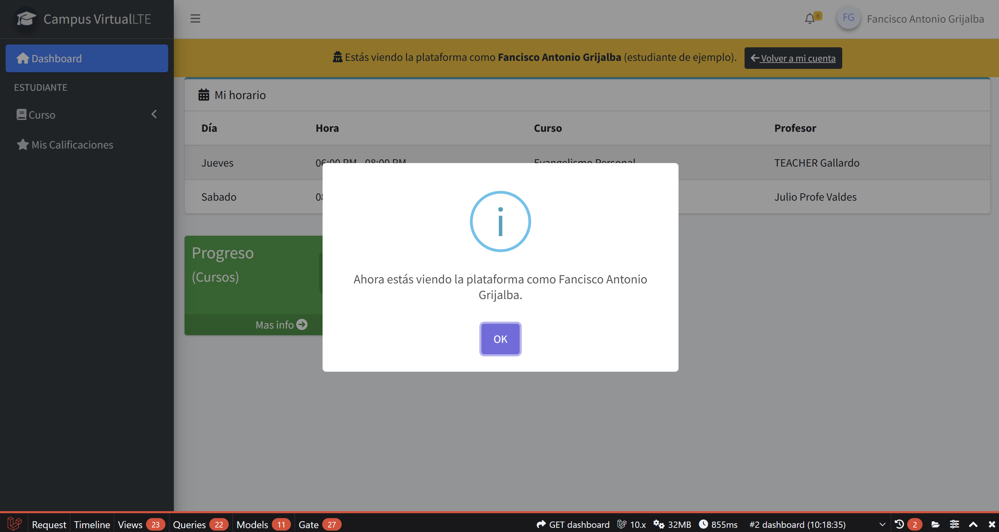 Campus VirtualLTE
8
FG
Fancisco Antonio Grijalba
Dashboard
Estás viendo la plataforma como Fancisco Antonio Grijalba (estudiante de ejemplo).
Volver a mi cuenta
ESTUDIANTE
Curso
Mis Calificaciones
Mi horario
Día Hora Curso Profesor
Jueves 06:00 PM - 08:00 PM Evangelismo Personal TEACHER Gallardo
Sabado 08 Julio Profe Valdes
Progreso
(Cursos)
Mas info
i
Ahora estás viendo la plataforma como Fancisco Antonio
Grijalba.
OK
Request Timeline Views 23 Queries 22 Models 11 Gate 27 GET dashboard 10.x 32MB 855ms #2 dashboard (10:18:35) 2